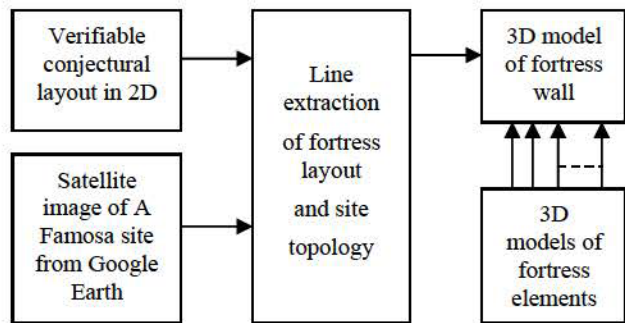 Verifiable
conjectural
layout in 2D
Satellite
image of A
Famosa site
from Google
Earth
Line
extraction
of fortress
layout
and site
topology
3D model
of fortress
wall
3D
models of
fortress
elements